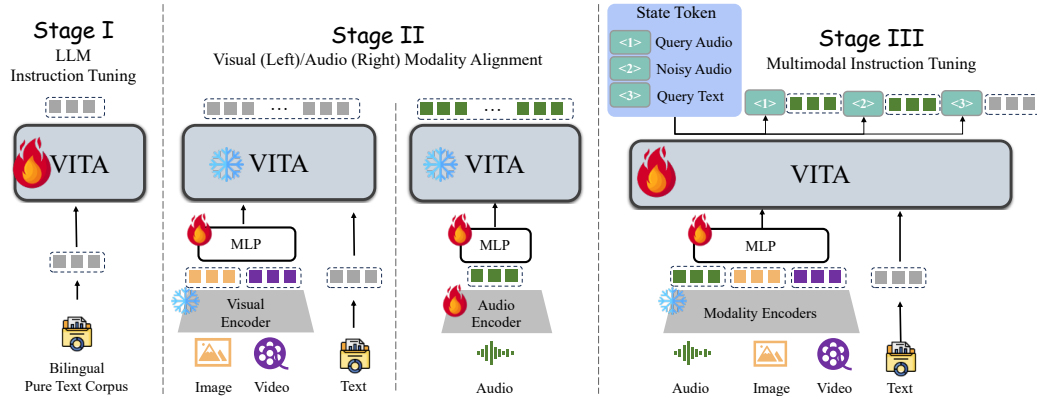 Stage I
LLM
Instruction Tuning
VITA
Bilingual
Pure Text Corpus
Stage II
Visual (Left)/Audio (Right) Modality Alignment
...
VITA
MLP
Visual
Encoder
Image
Video
Text
...
VITA
MLP
Audio
Encoder
Audio
State Token
<1> Query Audio
<2> Noisy Audio
<3> Query Text
Stage III
Multimodal Instruction Tuning
<1>
<2>
<3>
VITA
MLP
Modality Encoders
Audio
Image
Video
Text